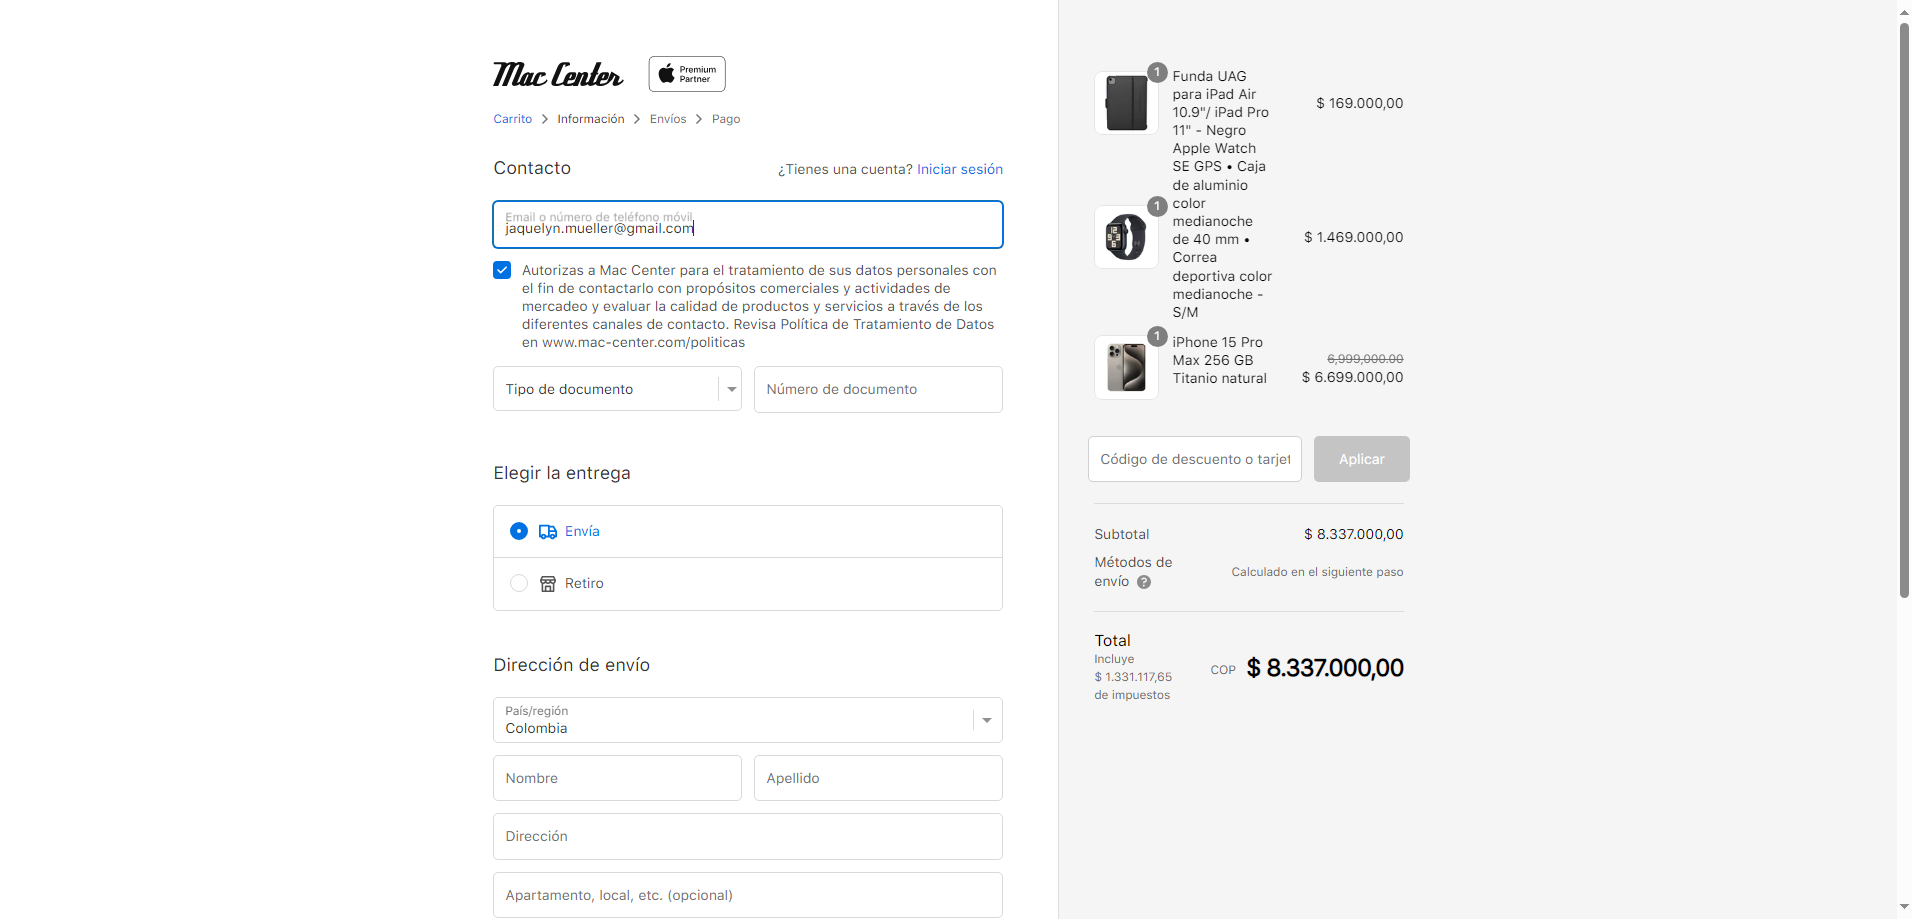 Mac Center
Premium
Partner
Carrito > Información > Envíos > Pago
Contacto
¿Tienes una cuenta? Iniciar sesión
Email o número de teléfono móvil
jaquelyn.mueller@gmail.com
Autorizas a Mac Center para el tratamiento de sus datos personales con
el fin de contactarlo con propósitos comerciales y actividades de
mercadeo y evaluar la calidad de productos y servicios a través de los
diferentes canales de contacto. Revisa Política de Tratamiento de Datos
en www.mac-center.com/politicas
Tipo de documento
Número de documento
Elegir la entrega
Envía
Retiro
Dirección de envío
País/región
Colombia
Nombre
Apellido
Dirección
Apartamento, local, etc. (opcional)
1
Funda UAG
para iPad Air
10.9"/ iPad Pro
11" - Negro
$ 169.000,00
1
Apple Watch
SE GPS • Caja
de aluminio
color
medianoche
de 40 mm •
Correa
deportiva color
medianoche -
S/M
$ 1.469.000,00
1
iPhone 15 Pro
Max 256 GB
Titanio natural
6,999,000.00
$ 6.699.000,00
Código de descuento o tarjet
Aplicar
Subtotal
$ 8.337.000,00
Métodos de
envío ?
Calculado en el siguiente paso
Total
Incluye
$ 1.331.117,65
de impuestos
COP $ 8.337.000,00